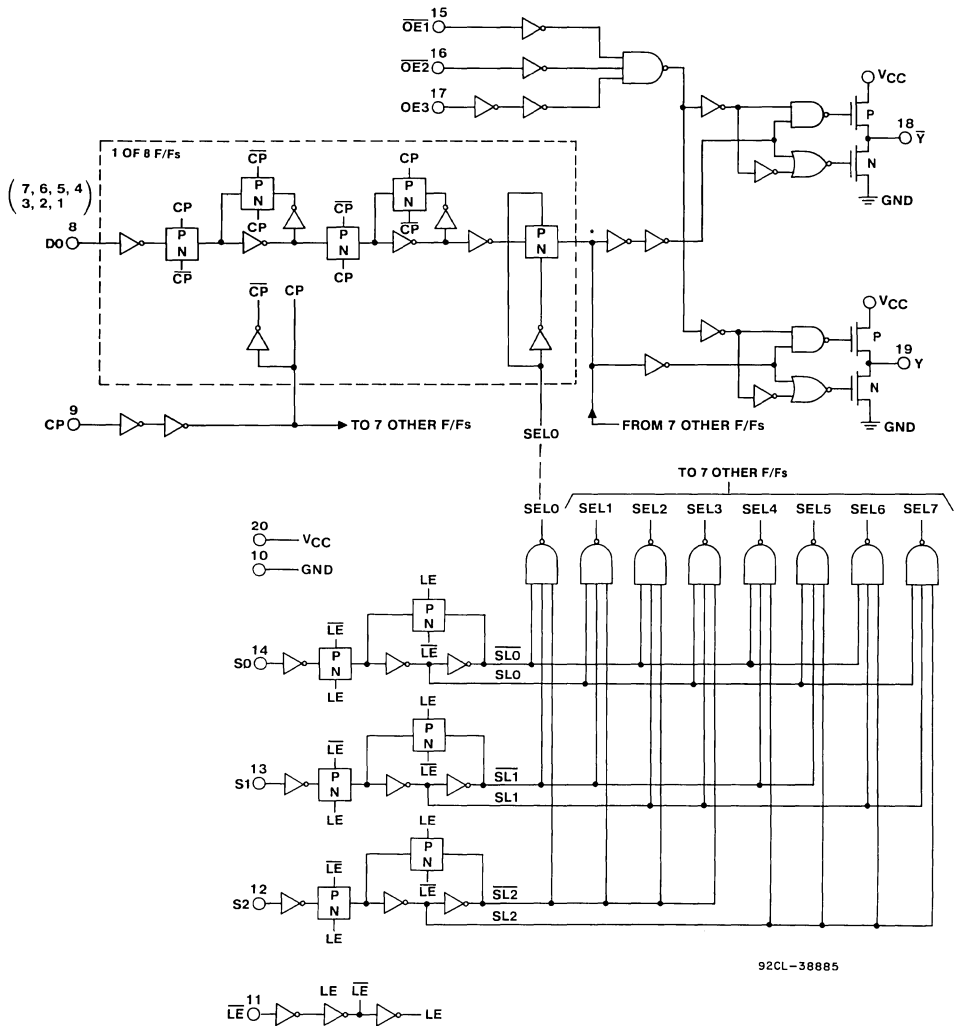 15
OE1
16
OE2
17
OE3
VCC
P
18
Y
N
GND
1 OF 8 F/Fs
(7, 6, 5, 4
3, 2, 1)
8
DO
CP
P
N
CP
CP
P
N
CP
CP
P
N
CP
CP
P
N
CP
P
N
CP
CP
9
CP
TO 7 OTHER F/Fs
SEL0
FROM 7 OTHER F/Fs
VCC
P
19
Y
N
GND
TO 7 OTHER F/Fs
SEL0 SEL1 SEL2 SEL3 SEL4 SEL5 SEL6 SEL7
20
VCC
10
GND
14
S0
LE
P
N
LE
LE
P
N
LE
SL0
SL0
13
S1
LE
P
N
LE
LE
P
N
LE
SL1
SL1
12
S2
LE
P
N
LE
LE
P
N
LE
SL2
SL2
92CL-38885
11
LE
LE
LE
LE